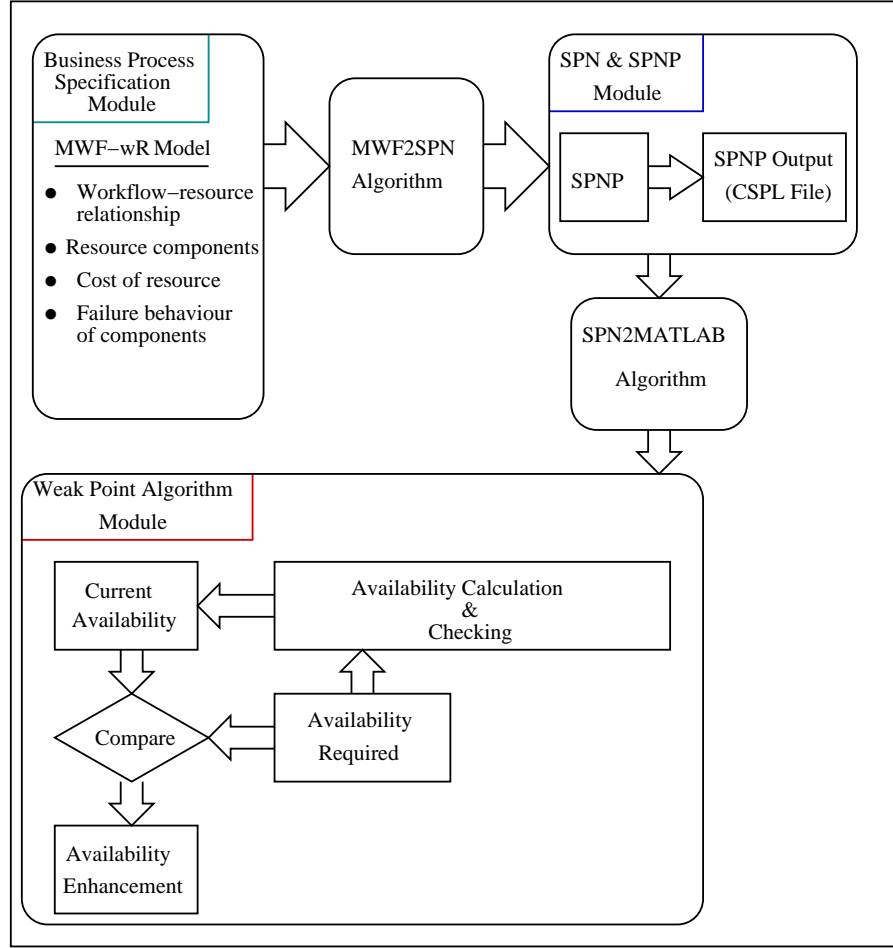 Business Process
Specification
Module
MWF−wR Model
● Workflow−resource
relationship
● Resource components
● Cost of resource
● Failure behaviour
of components
MWF2SPN
Algorithm
SPN & SPNP
Module
SPNP
SPNP Output
(CSPL File)
SPN2MATLAB
Algorithm
Weak Point Algorithm
Module
Current
Availability
Availability Calculation
&
Checking
Compare
Availability
Required
Availability
Enhancement